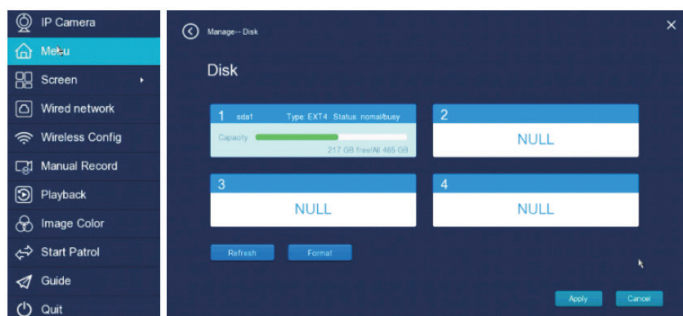 IP Camera
Menu
Screen
Wired network
Wireless Config
Manual Record
Playback
Image Color
Start Patrol
Guide
Quit
Manage-- Disk
Disk
1 sda1 Type EXT4 Status nomal/busy
Capacity
217 GB free/All 465 GB
2
NULL
3
NULL
4
NULL
Refresh Format
Apply Cancel